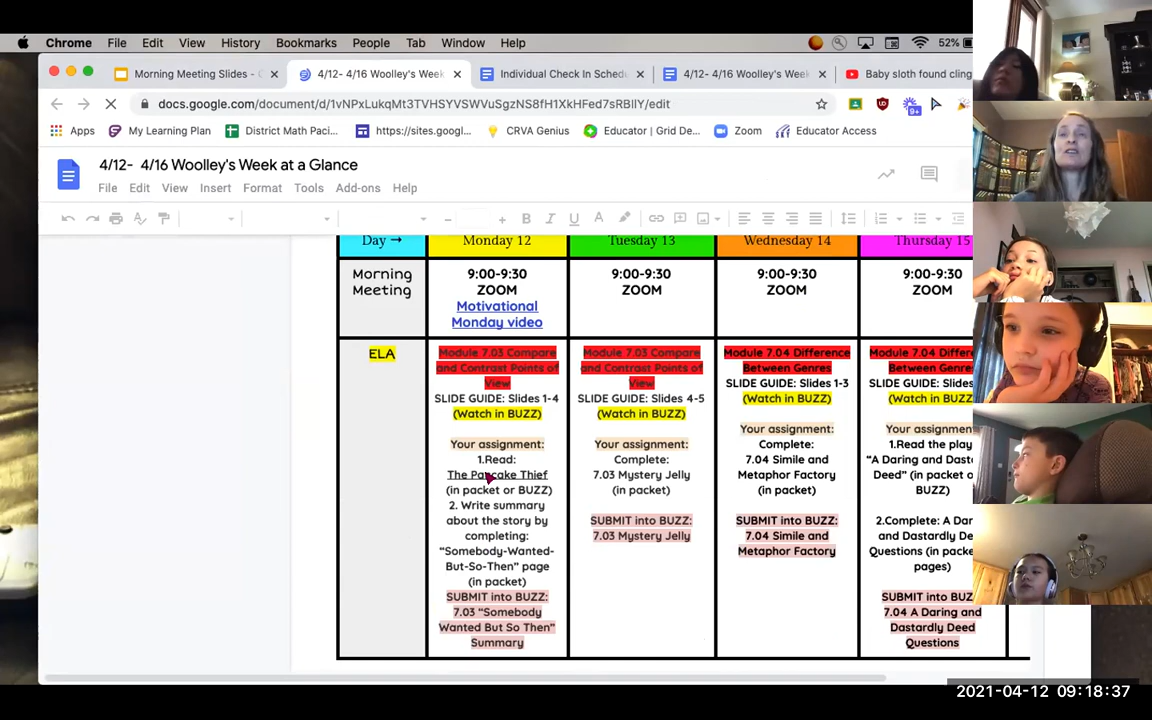 Chrome File Edit View History Bookmarks People Tab Window Help 52%
Morning Meeting Slides - 4/12- 4/16 Woolley's Week Individual Check In Sched 4/12- 4/16 Woolley's Week Baby sloth found cling
docs.google.com/document/d/1vNPxLukqMt3TVHSYVSWVuSgzNS8fH1XkHFed7sRBIlY/edit 9+
Apps My Learning Plan District Math Paci... https://sites.googl... CRVA Genius Educator | Grid De... Zoom Educator Access
4/12- 4/16 Woolley's Week at a Glance
File Edit View Insert Format Tools Add-ons Help
Day → Monday 12 Tuesday 13 Wednesday 14 Thursday 15
Morning
Meeting
9:00-9:30
ZOOM
Motivational
Monday video
9:00-9:30
ZOOM
9:00-9:30
ZOOM
9:00-9:30
ZOOM
ELA
Module 7.03 Compare
and Contrast Points of
View
SLIDE GUIDE: Slides 1-4
(Watch in BUZZ)
Your assignment:
1.Read:
The Pancake Thief
(in packet or BUZZ)
2. Write summary
about the story by
completing:
“Somebody-Wanted-
But-So-Then” page
(in packet)
SUBMIT into BUZZ:
7.03 “Somebody
Wanted But So Then”
Summary
Module 7.03 Compare
and Contrast Points of
View
SLIDE GUIDE: Slides 4-5
(Watch in BUZZ)
Your assignment:
Complete:
7.03 Mystery Jelly
(in packet)
SUBMIT into BUZZ:
7.03 Mystery Jelly
Module 7.04 Difference
Between Genres
SLIDE GUIDE: Slides 1-3
(Watch in BUZZ)
Your assignment:
Complete:
7.04 Simile and
Metaphor Factory
(in packet)
SUBMIT into BUZZ:
7.04 Simile and
Metaphor Factory
Module 7.04 Differe
Between Genres
SLIDE GUIDE: Slides
(Watch in BUZZ)
Your assignment:
1.Read the play
“A Daring and Dasta
Deed” (in packet o
BUZZ)
2.Complete: A Dar
and Dastardly De
Questions (in packe
pages)
SUBMIT into BUZ
7.04 A Daring and
Dastardly Deed
Questions
2021-04-12 09:18:37